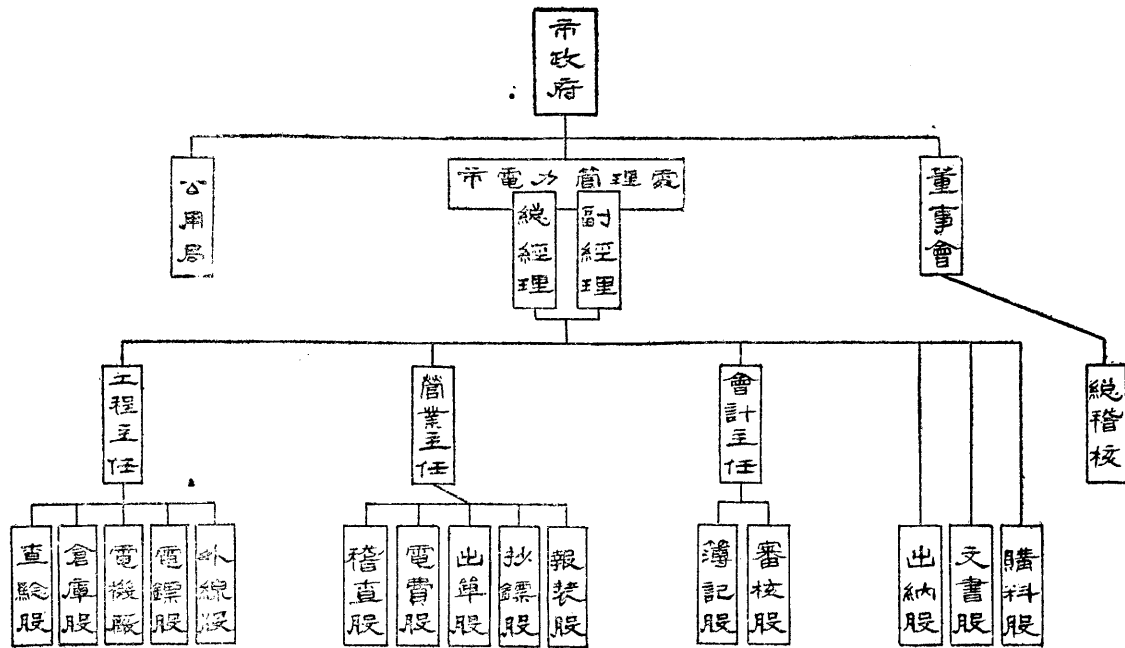 市政府
公用局
市電力管理處
董事會
總經理
副經理
工程主任
營業主任
會計主任
總稽核
查驗股
倉庫股
電機廠
電鏢股
外線股
稽查股
電費股
出單股
抄鏢股
報裝股
簿記股
審核股
出納股
文書股
購料股